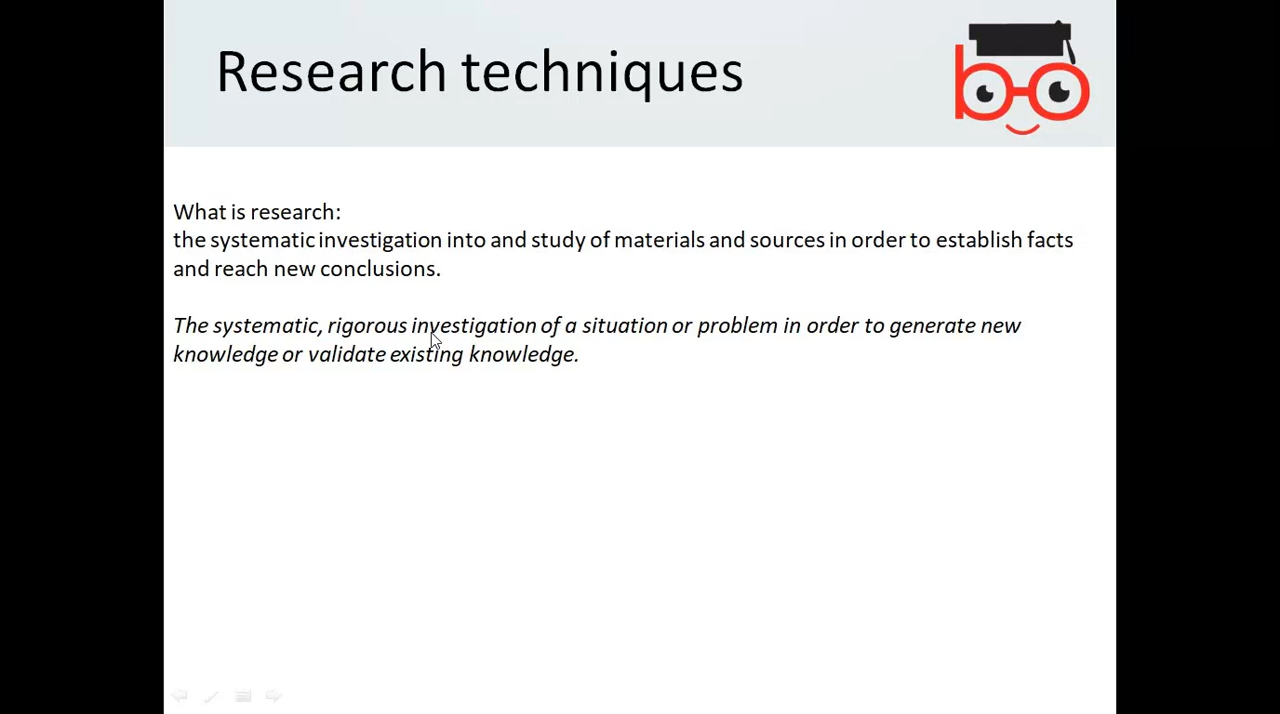 Research techniques
What is research:
the systematic investigation into and study of materials and sources in order to establish facts
and reach new conclusions.
The systematic, rigorous investigation of a situation or problem in order to generate new
knowledge or validate existing knowledge.